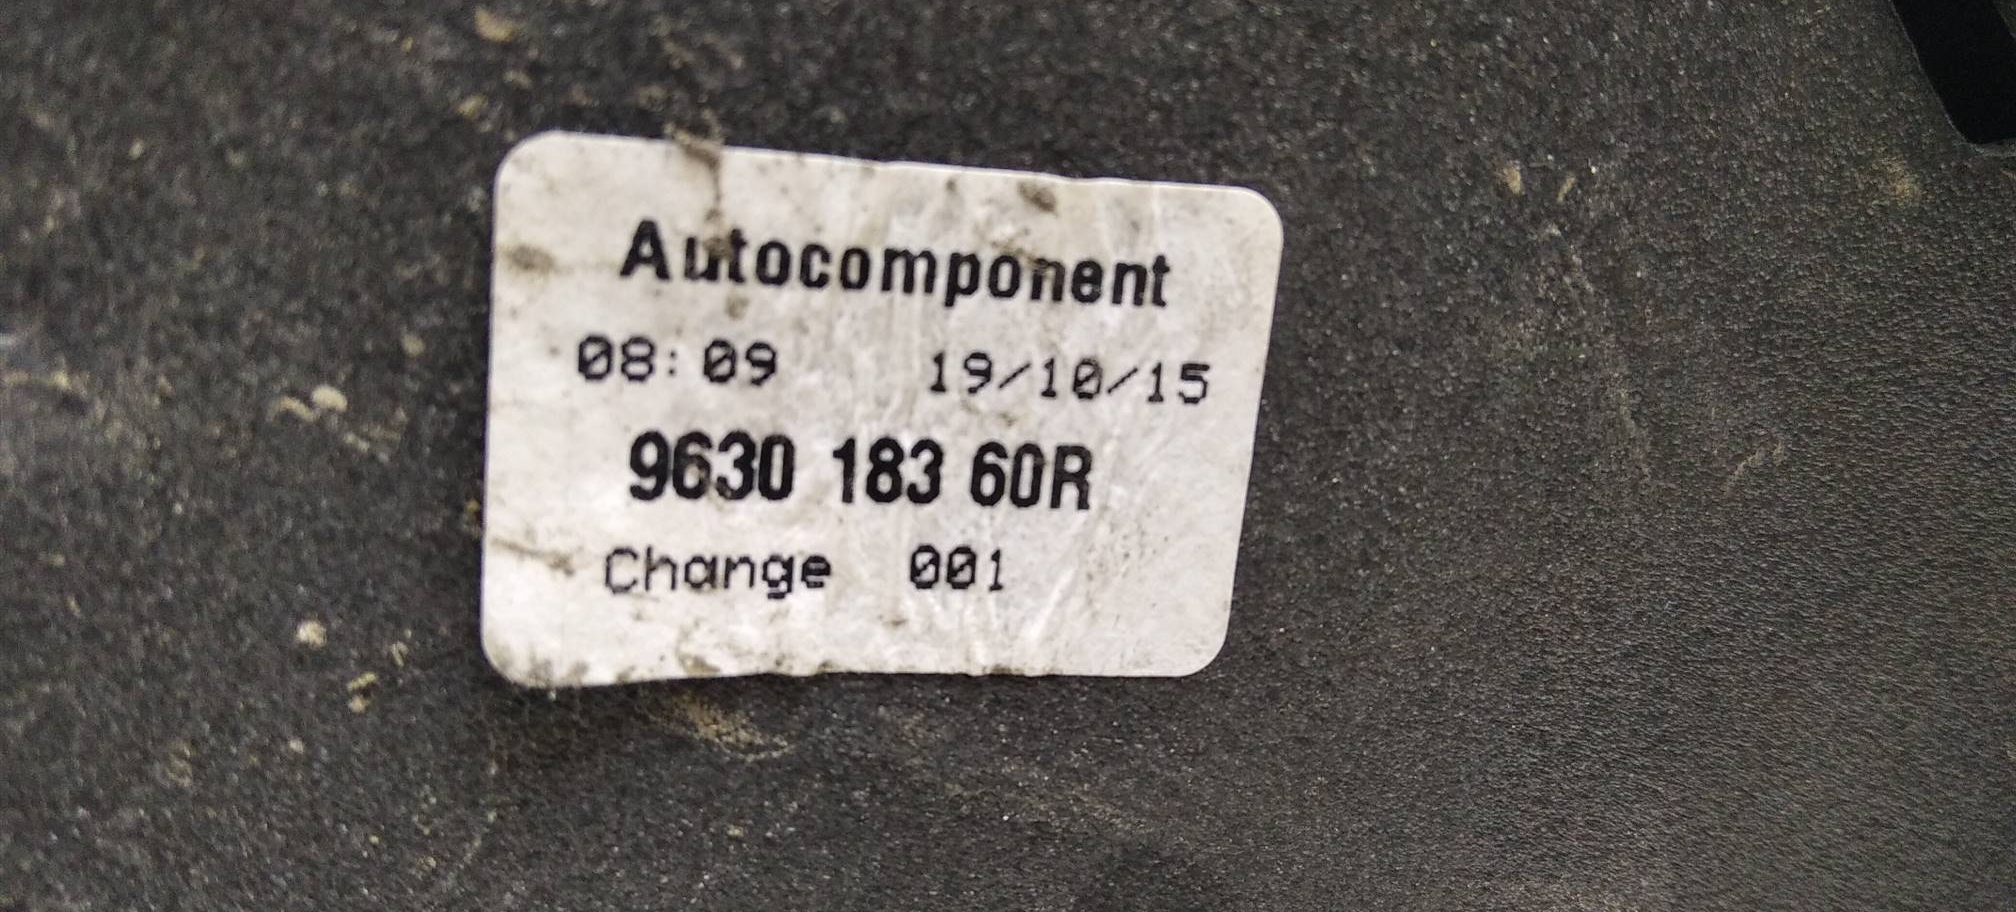 Autocomponent
08:09 19/10/15
9630 183 60R
Change 001